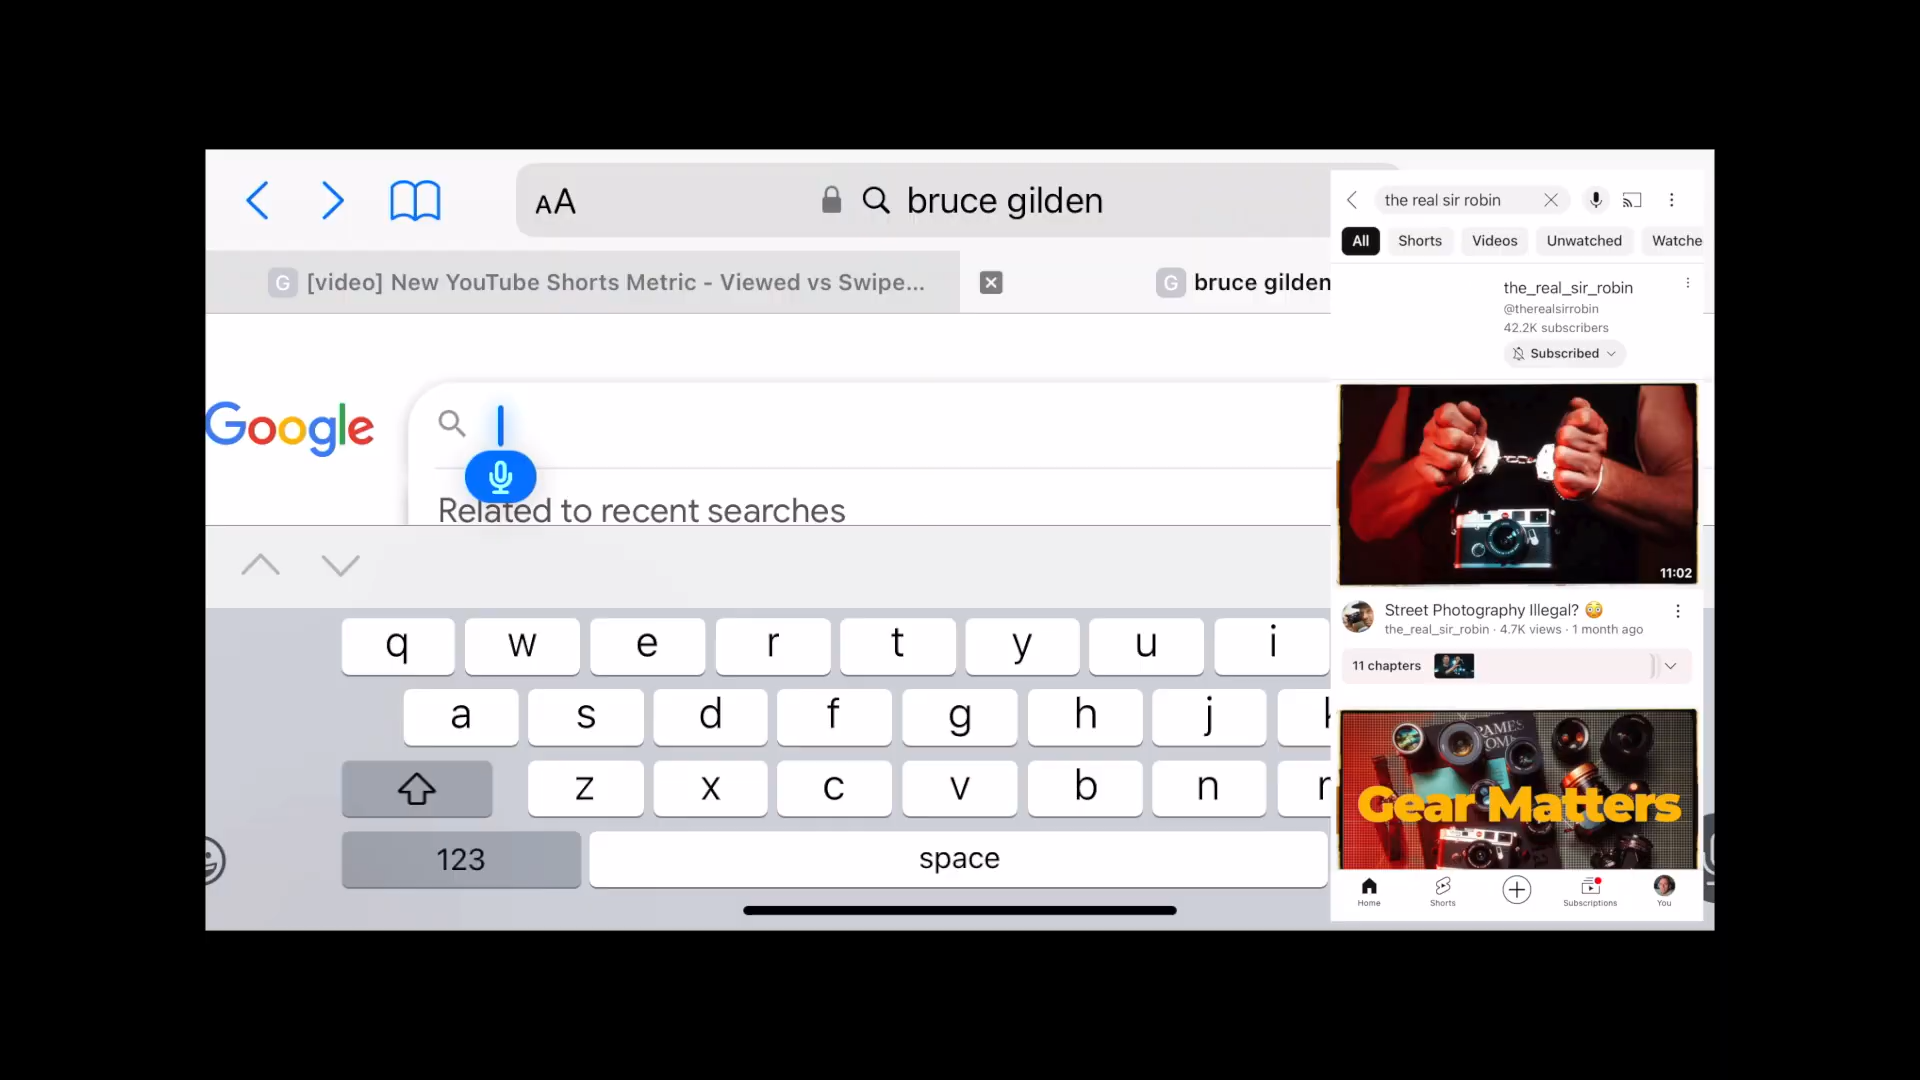 AA bruce gilden
G [video] New YouTube Shorts Metric - Viewed vs Swipe...
G bruce gilden
Google
Related to recent searches
q w e r t y u i
a s d f g h j
z x c v b n
123 space
the real sir robin
All Shorts Videos Unwatched Watche
the_real_sir_robin
@therealsirrobin
42.2K subscribers
Subscribed
11:02
Street Photography Illegal? 😳
the_real_sir_robin · 4.7K views · 1 month ago
11 chapters
Gear Matters
Home Shorts Subscriptions You